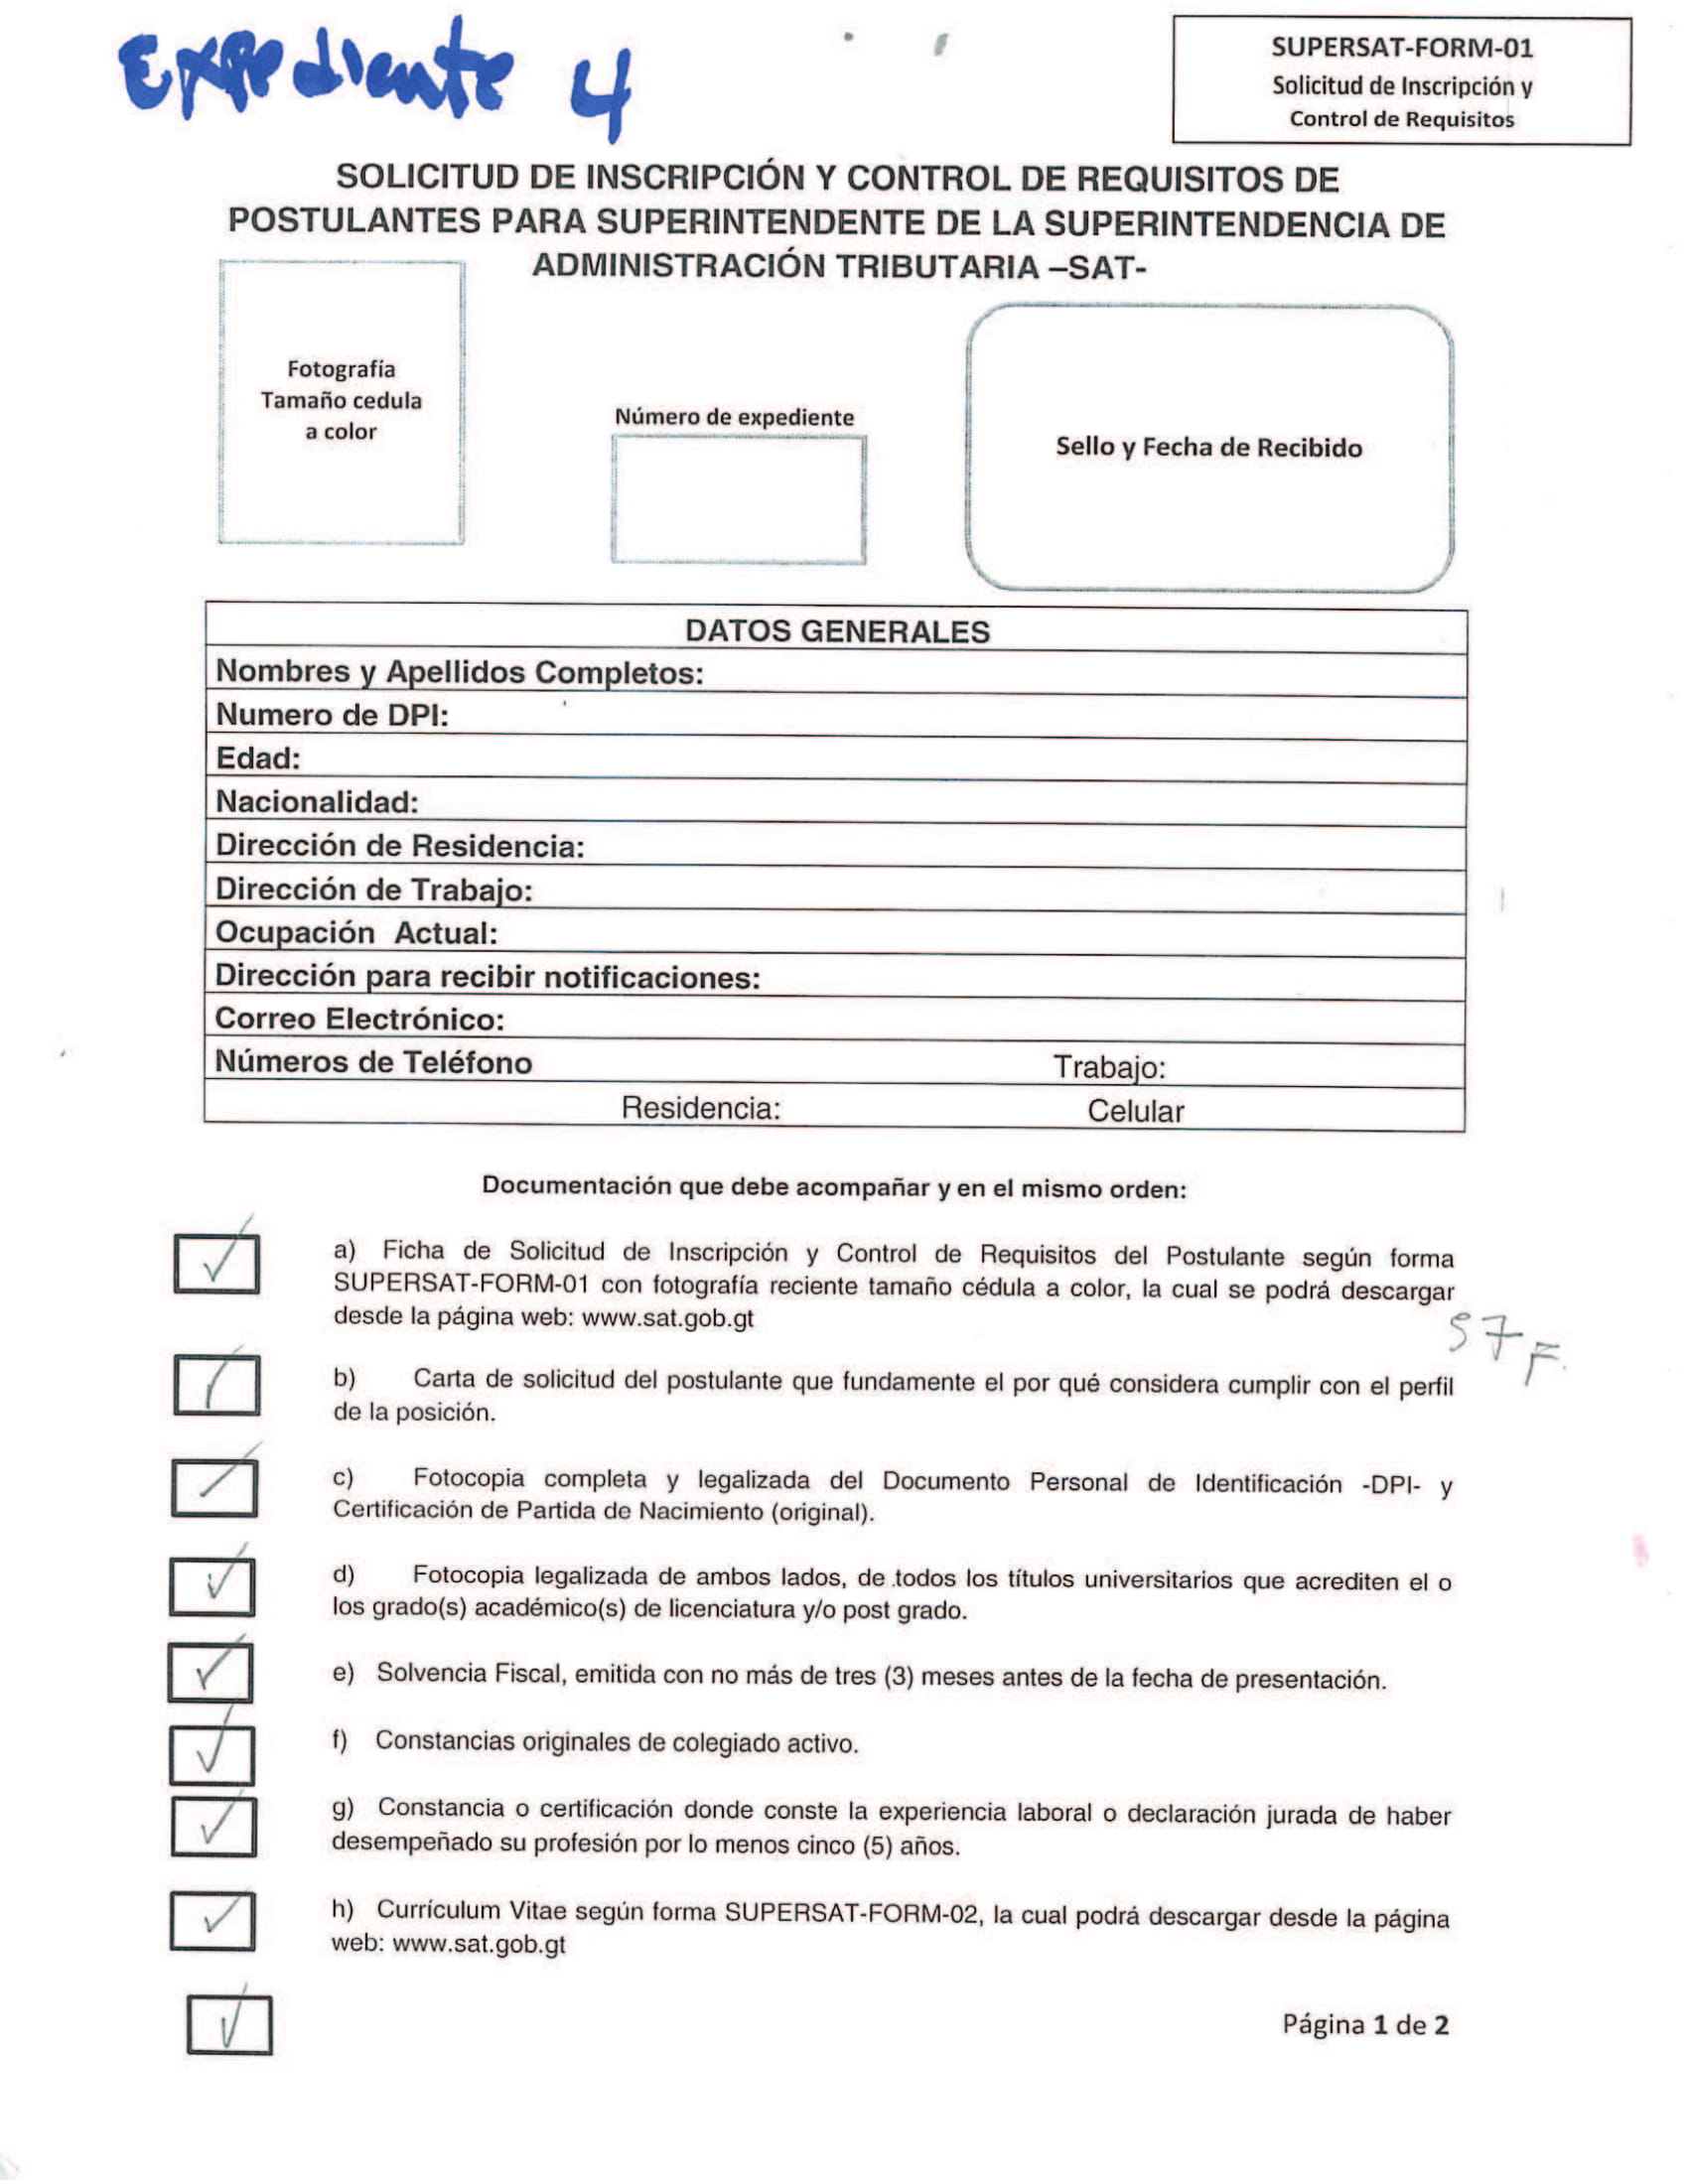 Expediente 4
SUPERSAT-FORM-01
Solicitud de Inscripción y
Control de Requisitos
SOLICITUD DE INSCRIPCIÓN Y CONTROL DE REQUISITOS DE
POSTULANTES PARA SUPERINTENDENTE DE LA SUPERINTENDENCIA DE
ADMINISTRACIÓN TRIBUTARIA –SAT-
Fotografía
Tamaño cedula
a color
Número de expediente
Sello y Fecha de Recibido
DATOS GENERALES
Nombres y Apellidos Completos:
Numero de DPI:
Edad:
Nacionalidad:
Dirección de Residencia:
Dirección de Trabajo:
Ocupación Actual:
Dirección para recibir notificaciones:
Correo Electrónico:
Números de Teléfono Trabajo:
Residencia: Celular
Documentación que debe acompañar y en el mismo orden:
a) Ficha de Solicitud de Inscripción y Control de Requisitos del Postulante según forma
SUPERSAT-FORM-01 con fotografía reciente tamaño cédula a color, la cual se podrá descargar
desde la página web: www.sat.gob.gt
57 F.
b) Carta de solicitud del postulante que fundamente el por qué considera cumplir con el perfil
de la posición.
c) Fotocopia completa y legalizada del Documento Personal de Identificación -DPI- y
Certificación de Partida de Nacimiento (original).
d) Fotocopia legalizada de ambos lados, de todos los títulos universitarios que acrediten el o
los grado(s) académico(s) de licenciatura y/o post grado.
e) Solvencia Fiscal, emitida con no más de tres (3) meses antes de la fecha de presentación.
f) Constancias originales de colegiado activo.
g) Constancia o certificación donde conste la experiencia laboral o declaración jurada de haber
desempeñado su profesión por lo menos cinco (5) años.
h) Currículum Vitae según forma SUPERSAT-FORM-02, la cual podrá descargar desde la página
web: www.sat.gob.gt
Página 1 de 2